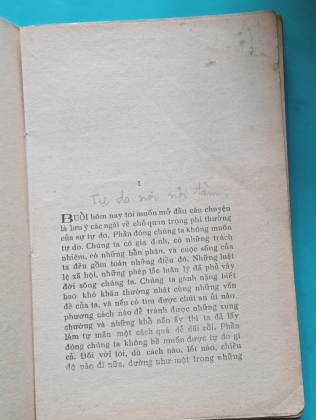 1
Tự do nơi nội tâm
BUỔI hôm nay tôi muốn mở đầu câu chuyện
là lưu ý các ngài về chỗ quan trọng phi thường
của sự tự do. Phần đông chúng ta không muốn
tự do. Chúng ta có gia đình, có những trách
nhiệm, có những bổn phận, và cuộc sống của
ta đều gồm toàn những điều đó. Những luật
lệ xã hội, những phép tắc luân lý đã phủ vây
đời sống chúng ta. Chúng ta gánh nặng biết
bao khó khăn thường nhật cùng những vấn
đề của ta, và nếu có tìm được chút an ủi nào,
phương cách nào để tránh được những xung
chướng và những khổ não ấy thì ta đã lấy
làm tự mãn một cách quá dễ dãi rồi. Phần
đông chúng ta không hề muốn được tự do gì
cả. Đối với tôi, dù cách nào, lối nào, chiều
độ nào đi nữa, dường như một trong những